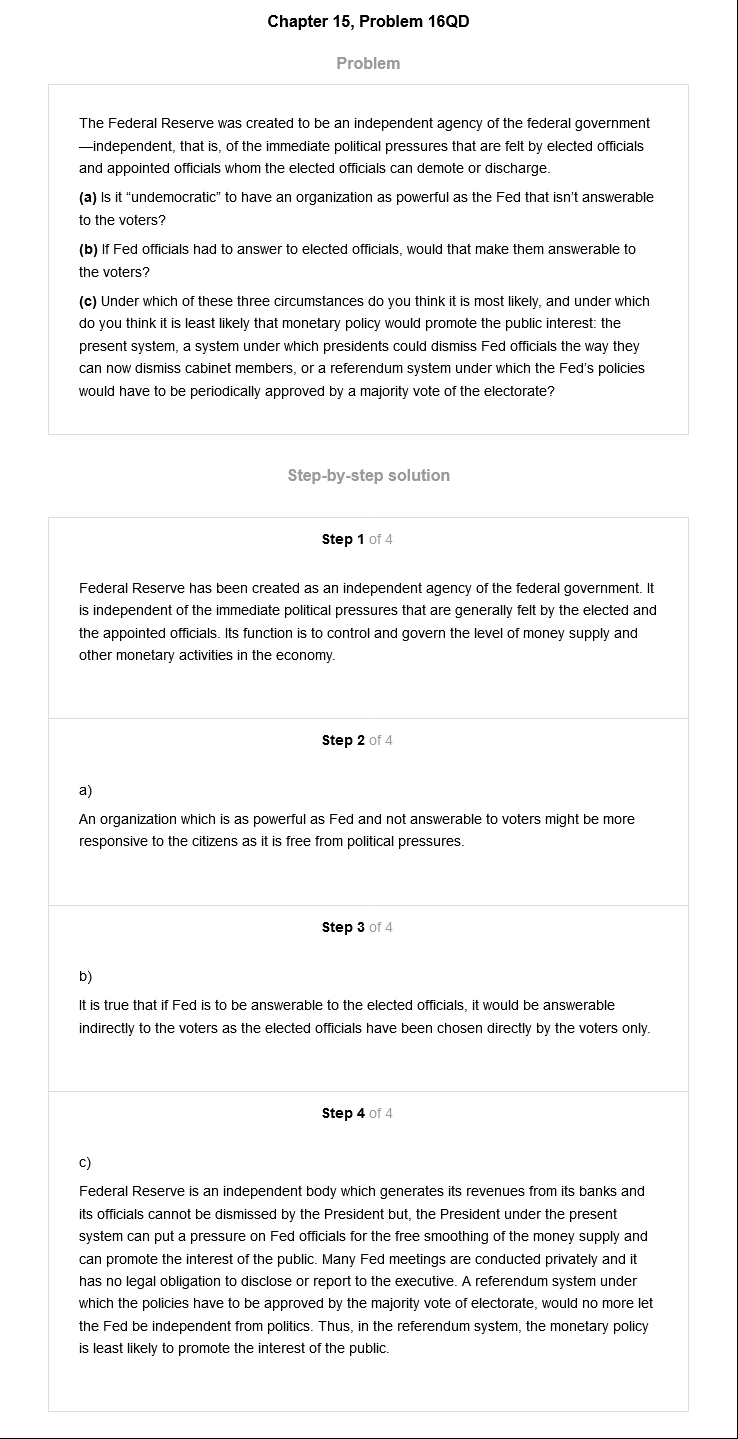 Chapter 15, Problem 16QD
Problem
The Federal Reserve was created to be an independent agency of the federal government
—independent, that is, of the immediate political pressures that are felt by elected officials
and appointed officials whom the elected officials can demote or discharge.
(a) Is it “undemocratic” to have an organization as powerful as the Fed that isn’t answerable
to the voters?
(b) If Fed officials had to answer to elected officials, would that make them answerable to
the voters?
(c) Under which of these three circumstances do you think it is most likely, and under which
do you think it is least likely that monetary policy would promote the public interest: the
present system, a system under which presidents could dismiss Fed officials the way they
can now dismiss cabinet members, or a referendum system under which the Fed’s policies
would have to be periodically approved by a majority vote of the electorate?
Step-by-step solution
Step 1 of 4
Federal Reserve has been created as an independent agency of the federal government. It
is independent of the immediate political pressures that are generally felt by the elected and
the appointed officials. Its function is to control and govern the level of money supply and
other monetary activities in the economy.
Step 2 of 4
a)
An organization which is as powerful as Fed and not answerable to voters might be more
responsive to the citizens as it is free from political pressures.
Step 3 of 4
b)
It is true that if Fed is to be answerable to the elected officials, it would be answerable
indirectly to the voters as the elected officials have been chosen directly by the voters only.
Step 4 of 4
c)
Federal Reserve is an independent body which generates its revenues from its banks and
its officials cannot be dismissed by the President but, the President under the present
system can put a pressure on Fed officials for the free smoothing of the money supply and
can promote the interest of the public. Many Fed meetings are conducted privately and it
has no legal obligation to disclose or report to the executive. A referendum system under
which the policies have to be approved by the majority vote of electorate, would no more let
the Fed be independent from politics. Thus, in the referendum system, the monetary policy
is least likely to promote the interest of the public.